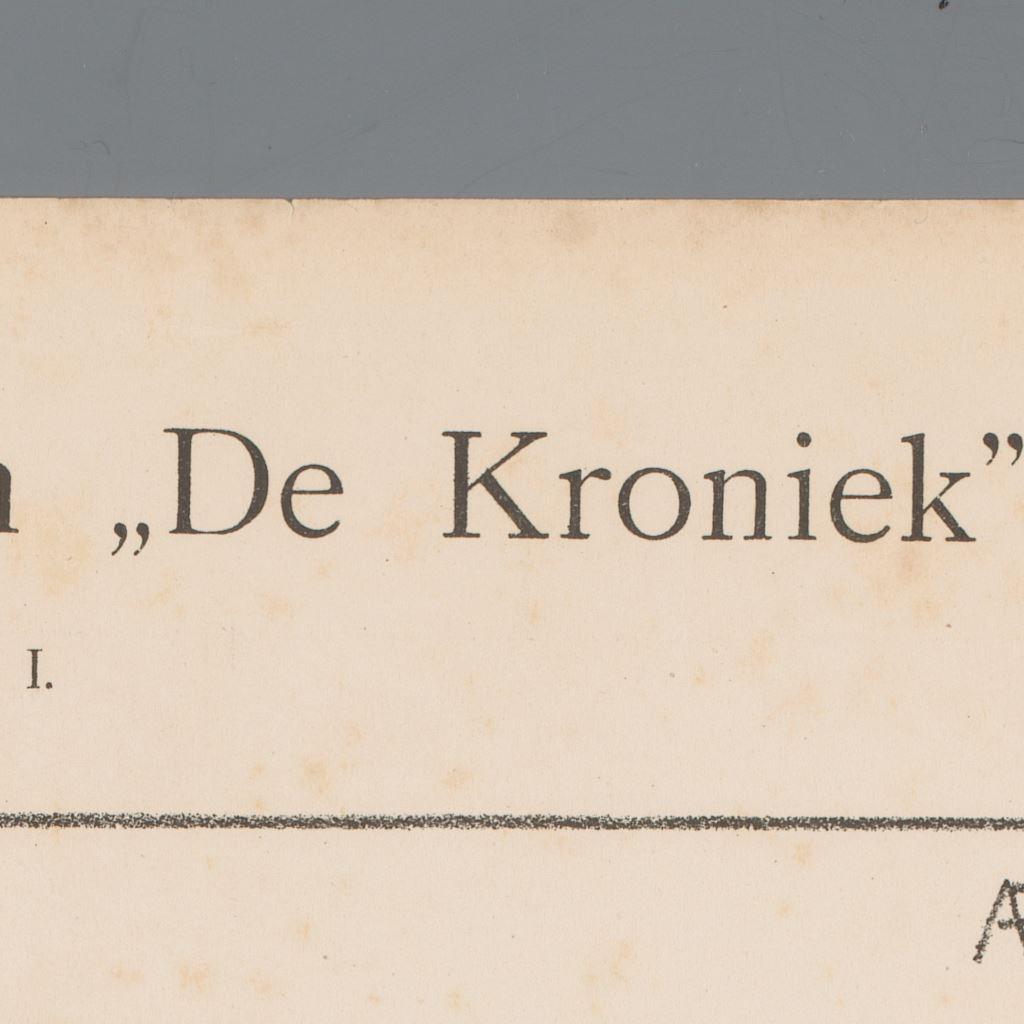 „De Kroniek”
I.